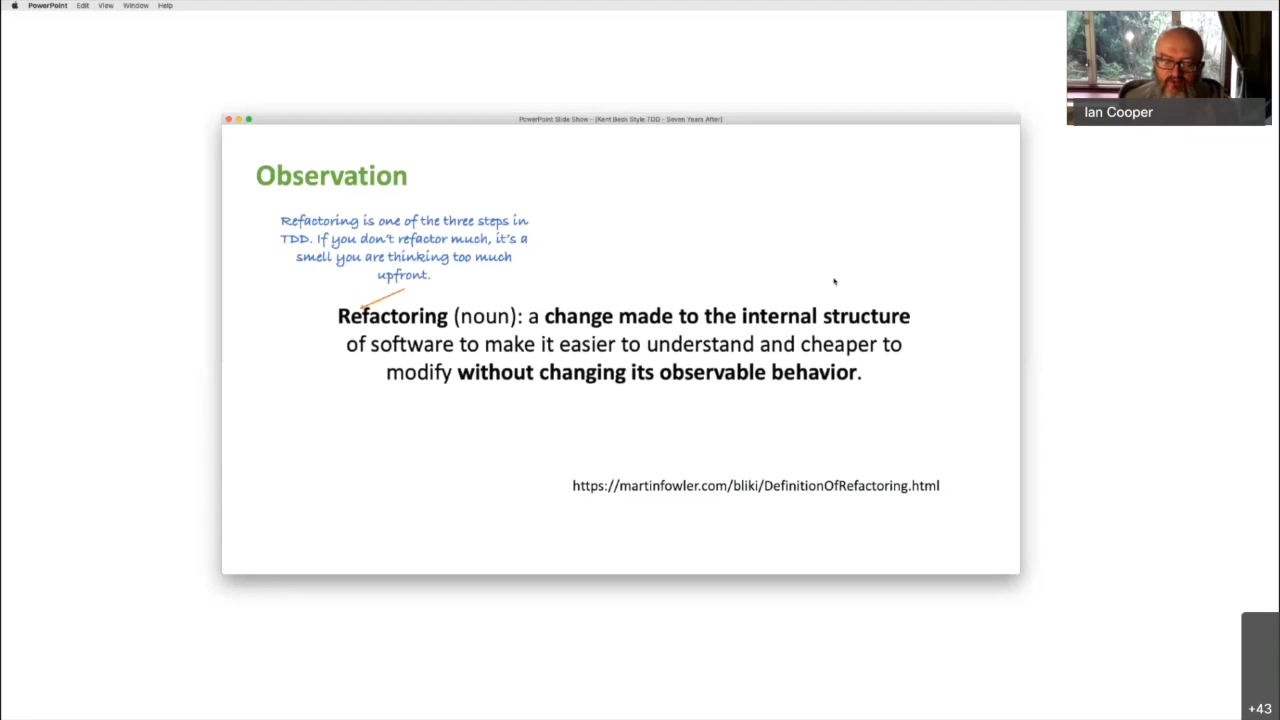 PowerPoint Edit View Window Help
Ian Cooper
PowerPoint Slide Show - [Kent Beck Style TDD - Seven Years After]
Observation
Refactoring is one of the three steps in
TDD. If you don't refactor much, it's a
smell you are thinking too much
upfront.
Refactoring (noun): a change made to the internal structure
of software to make it easier to understand and cheaper to
modify without changing its observable behavior.
https://martinfowler.com/bliki/DefinitionOfRefactoring.html
+43